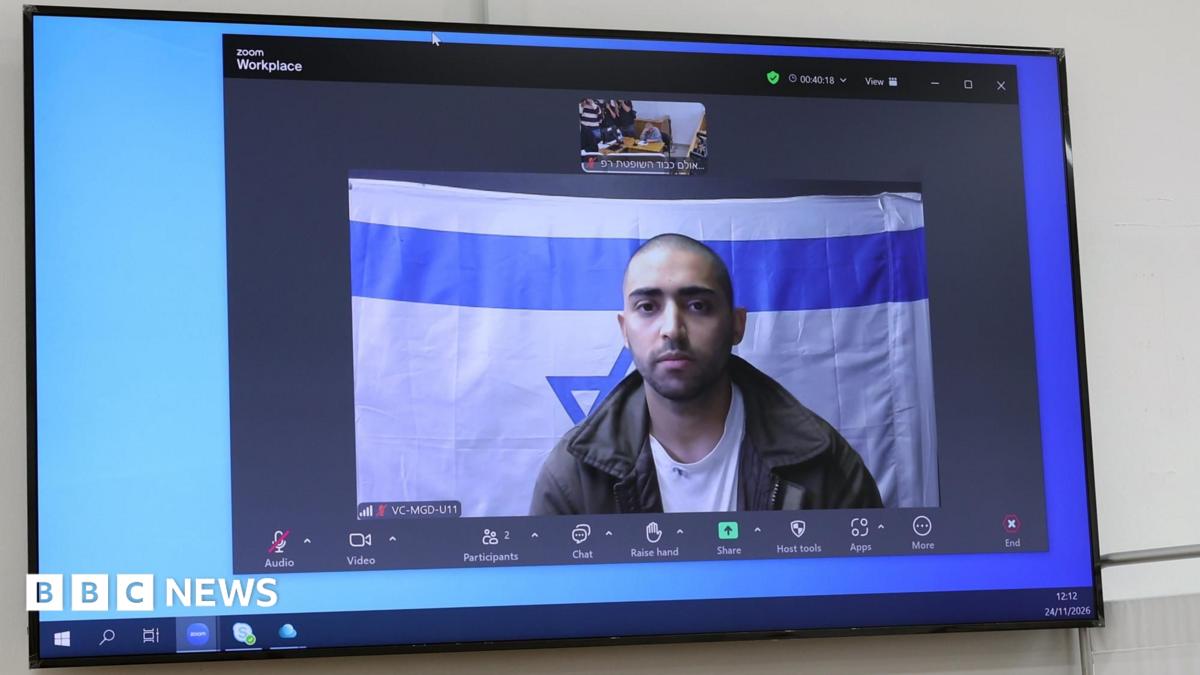 zoom
Workplace
00:40:18
View
אולם כבוד השופטת רפ...
VC-MGD-U11
Audio
Video
Participants
2
Chat
Raise hand
Share
Host tools
Apps
More
End
BBC NEWS
zoom
12:12
24/11/2026